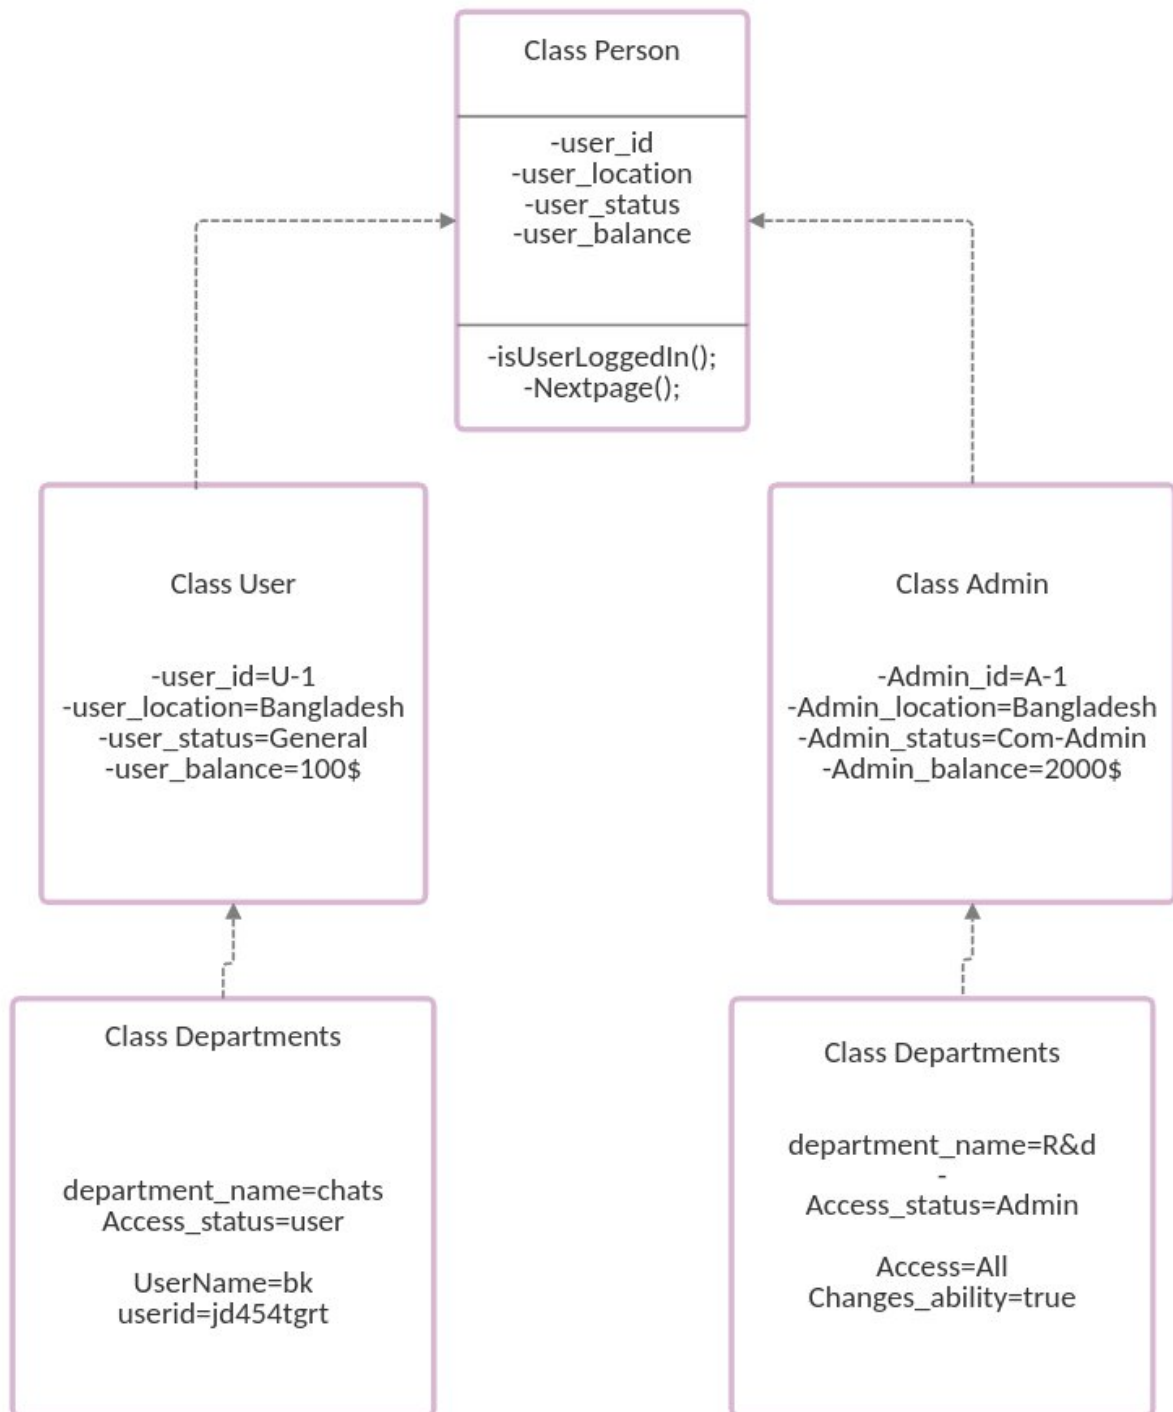 Class Person
-user_id
-user_location
-user_status
-user_balance
-isUserLoggedIn();
-Nextpage();
Class User
-user_id=U-1
-user_location=Bangladesh
-user_status=General
-user_balance=100$
Class Admin
-Admin_id=A-1
-Admin_location=Bangladesh
-Admin_status=Com-Admin
-Admin_balance=2000$
Class Departments
department_name=chats
Access_status=user
UserName=bk
userid=jd454tgrt
Class Departments
department_name=R&d
-
Access_status=Admin
Access=All
Changes_ability=true